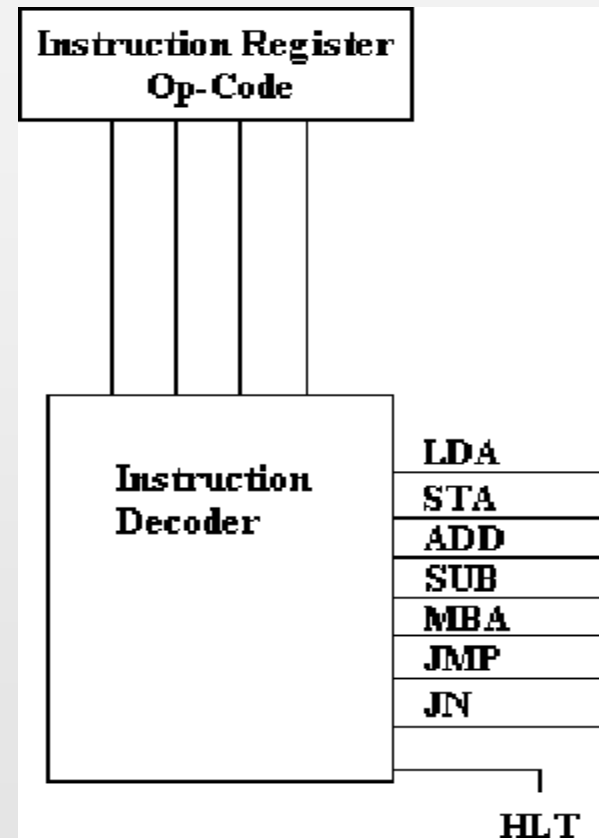 Instruction Register
Op-Code
Instruction
Decoder
LDA
STA
ADD
SUB
MBA
JMP
JN
HLT